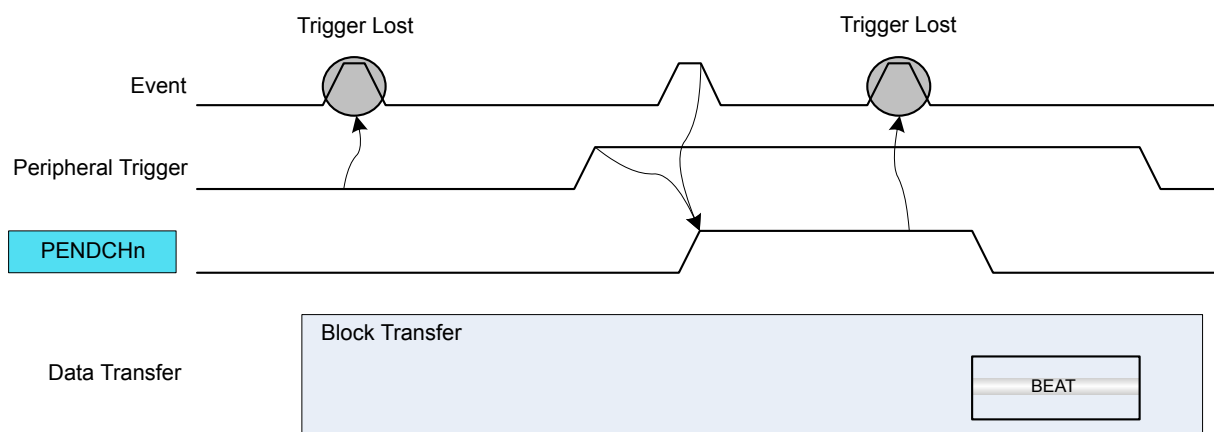 Trigger Lost
Trigger Lost
Event
Peripheral Trigger
PENDCHn
Block Transfer
Data Transfer
BEAT